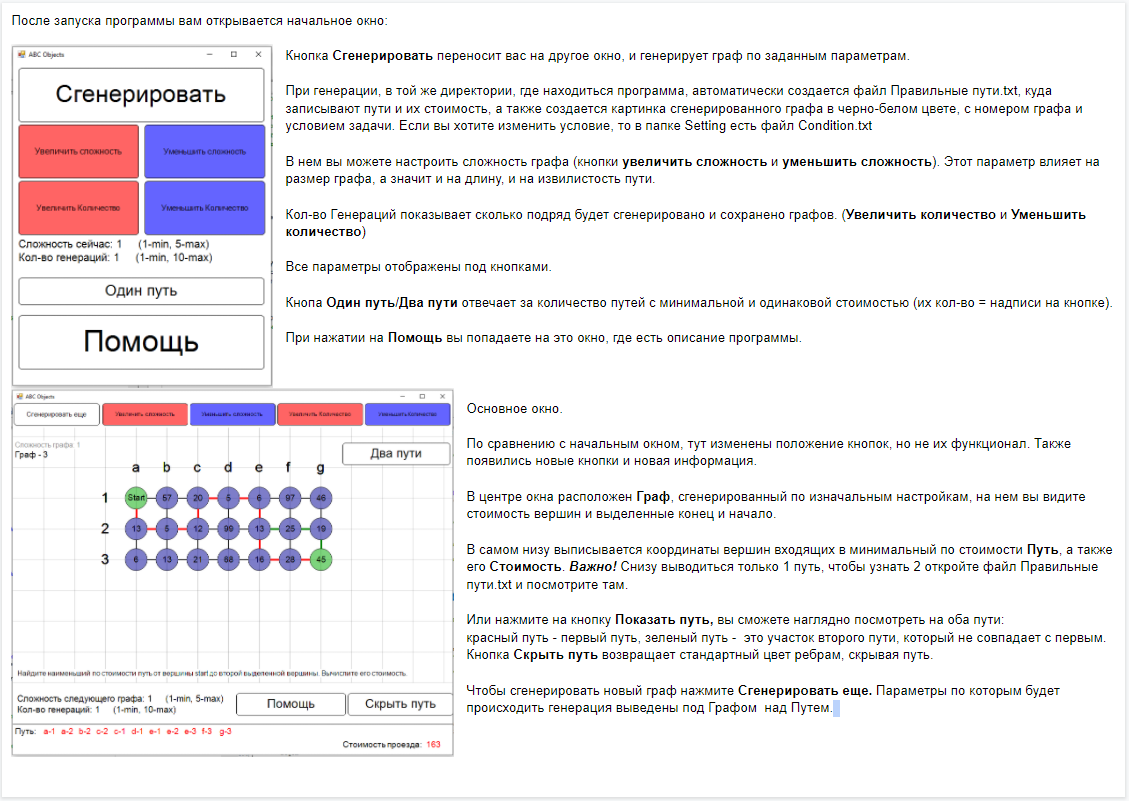 После запуска программы вам открывается начальное окно:
ABC Objects
Сгенерировать
Увеличить сложность
Уменьшить сложность
Увеличить Количество
Уменьшить Количество
Сложность сейчас: 1 (1-min, 5-max)
Кол-во генераций: 1 (1-min, 10-max)
Один путь
Помощь
Кнопка Сгенерировать переносит вас на другое окно, и генерирует граф по заданным параметрам.
При генерации, в той же директории, где находиться программа, автоматически создается файл Правильные пути.txt, куда
записывают пути и их стоимость, а также создается картинка сгенерированного графа в черно-белом цвете, с номером графа и
условием задачи. Если вы хотите изменить условие, то в папке Setting есть файл Condition.txt
В нем вы можете настроить сложность графа (кнопки увеличить сложность и уменьшить сложность). Этот параметр влияет на
размер графа, а значит и на длину, и на извилистость пути.
Кол-во Генераций показывает сколько подряд будет сгенерировано и сохранено графов. (Увеличить количество и Уменьшить
количество)
Все параметры отображены под кнопками.
Кнопа Один путь/Два пути отвечает за количество путей с минимальной и одинаковой стоимостью (их кол-во = надписи на кнопке).
При нажатии на Помощь вы попадаете на это окно, где есть описание программы.
ABC Objects
Сгенерировать еще
Увеличить сложность
Уменьшить сложность
Увеличить Количество
Уменьшить Количество
Сложность графа: 1
Граф - 3
Два пути
a b c d e f g
1 Start 57 20 5 6 97 46
2 13 5 12 99 13 25 19
3 6 13 21 68 16 28 45
Найдите наименьший по стоимости путь от вершины start до второй выделенной вершины. Вычислите его стоимость.
Сложность следующего графа: 1 (1-min, 5-max)
Кол-во генераций: 1 (1-min, 10-max)
Помощь
Скрыть путь
Путь: a-1 a-2 b-2 c-2 c-1 d-1 e-1 e-2 e-3 f-3 g-3
Стоимость проезда: 163
Основное окно.
По сравнению с начальным окном, тут изменены положение кнопок, но не их функционал. Также
появились новые кнопки и новая информация.
В центре окна расположен Граф, сгенерированный по изначальным настройкам, на нем вы видите
стоимость вершин и выделенные конец и начало.
В самом низу выписывается координаты вершин входящих в минимальный по стоимости Путь, а также
его Стоимость. Важно! Снизу выводиться только 1 путь, чтобы узнать 2 откройте файл Правильные
пути.txt и посмотрите там.
Или нажмите на кнопку Показать путь, вы сможете наглядно посмотреть на оба пути:
красный путь - первый путь, зеленый путь - это участок второго пути, который не совпадает с первым.
Кнопка Скрыть путь возвращает стандартный цвет ребрам, скрывая путь.
Чтобы сгенерировать новый граф нажмите Сгенерировать еще. Параметры по которым будет
происходить генерация выведены под Графом над Путем.